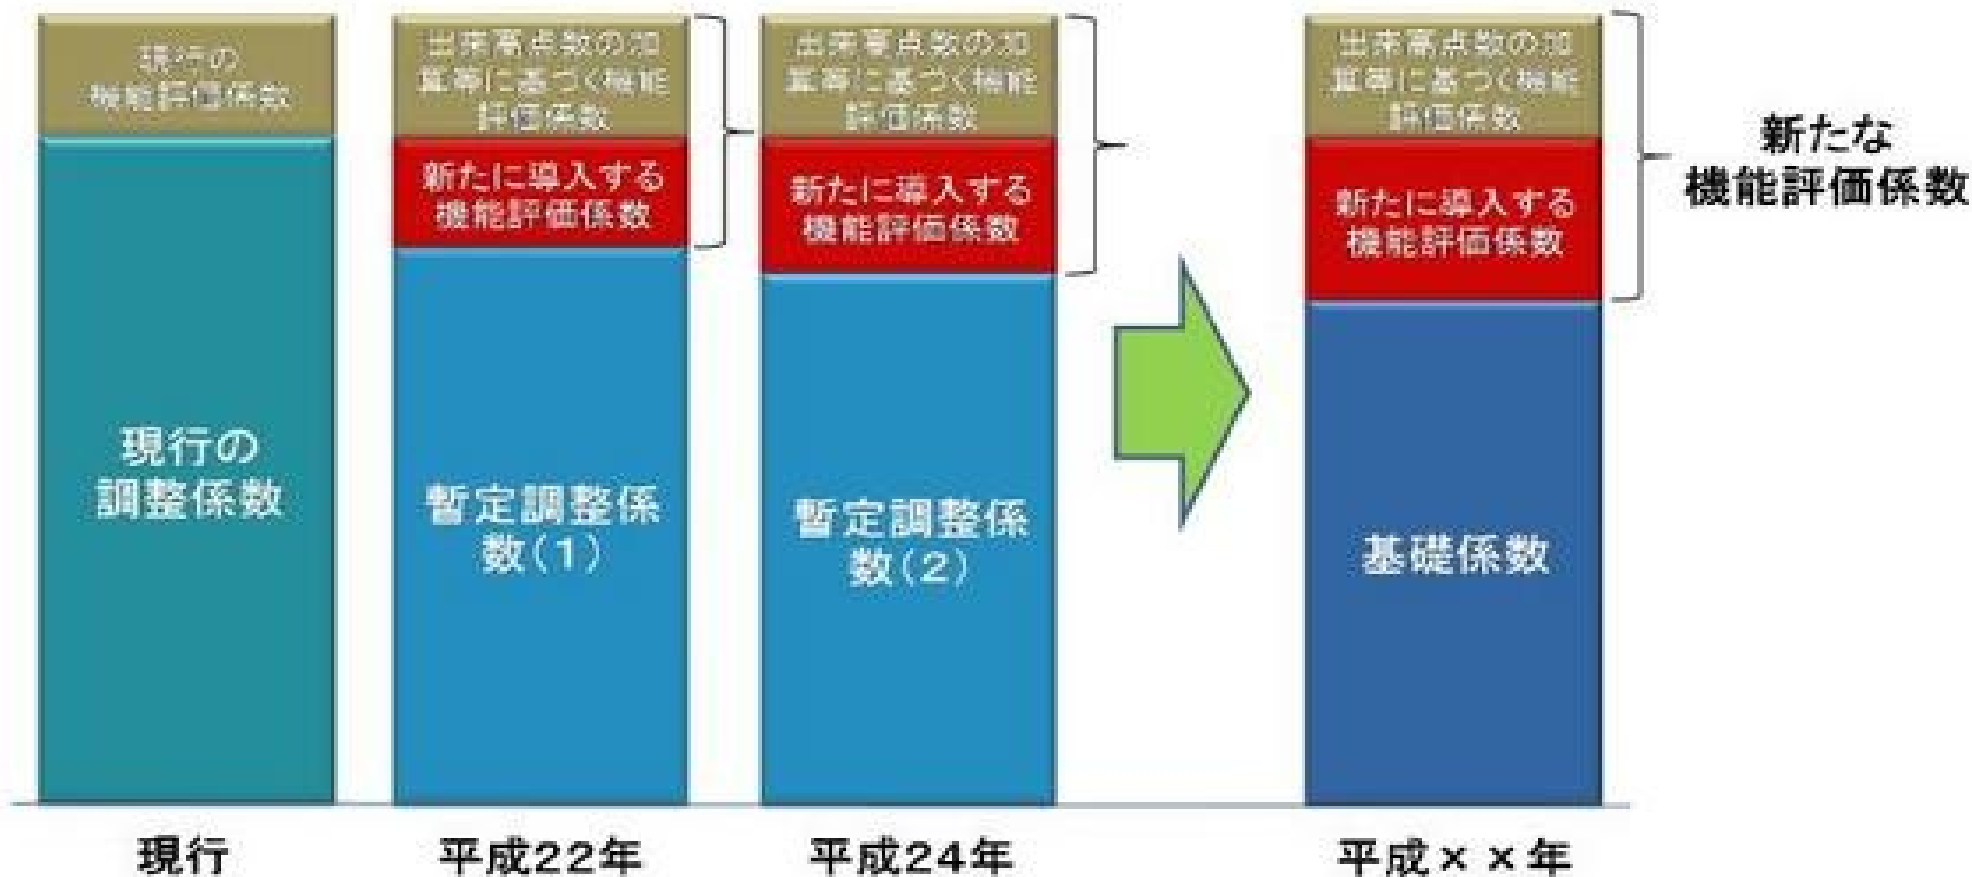 現行の
機能評価係数
現行の
調整係数
現行
出来高点数の加
算等に基づく機能
評価係数
新たに導入する
機能評価係数
暫定調整係
数(1)
平成22年
出来高点数の加
算等に基づく機能
評価係数
新たに導入する
機能評価係数
暫定調整係
数(2)
平成24年
出来高点数の加
算等に基づく機能
評価係数
新たに導入する
機能評価係数
基礎係数
平成××年
新たな
機能評価係数